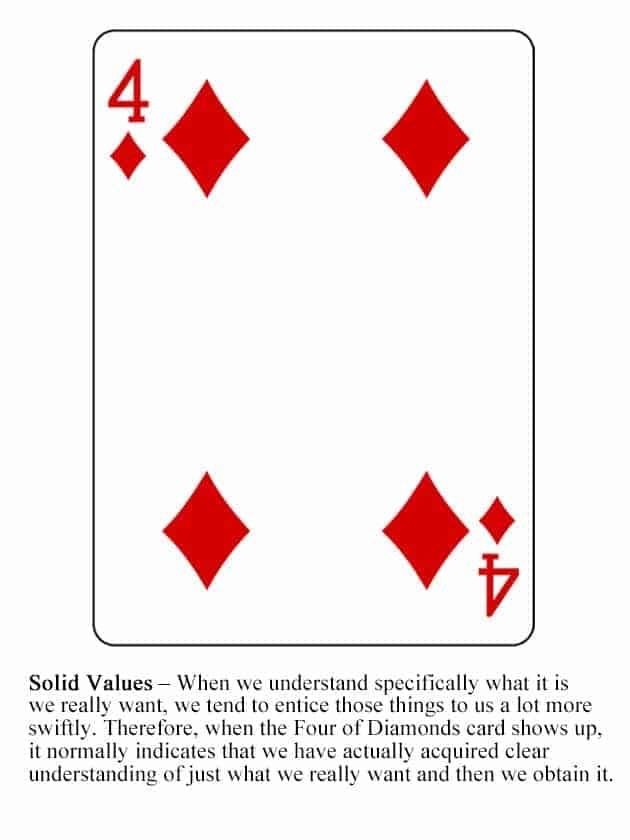 4
4
Solid Values – When we understand specifically what it is
we really want, we tend to entice those things to us a lot more
swiftly. Therefore, when the Four of Diamonds card shows up,
it normally indicates that we have actually acquired clear
understanding of just what we really want and then we obtain it.